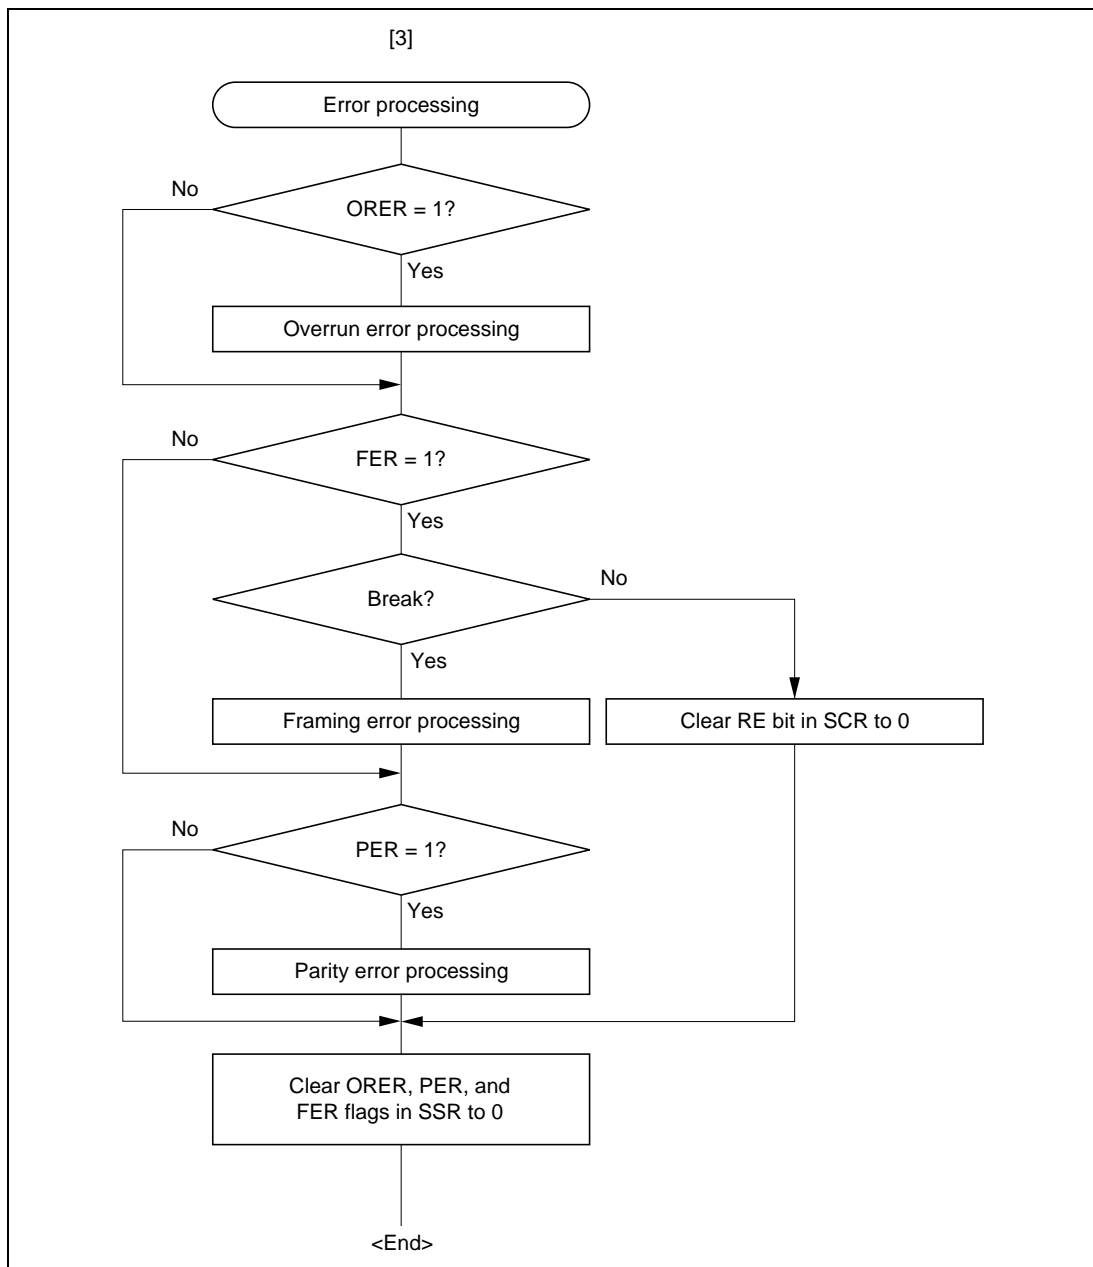 [3]
Error processing
No
ORER = 1?
Yes
Overrun error processing
No
FER = 1?
Yes
No
Break?
Yes
Framing error processing
Clear RE bit in SCR to 0
No
PER = 1?
Yes
Parity error processing
Clear ORER, PER, and
FER flags in SSR to 0
<End>